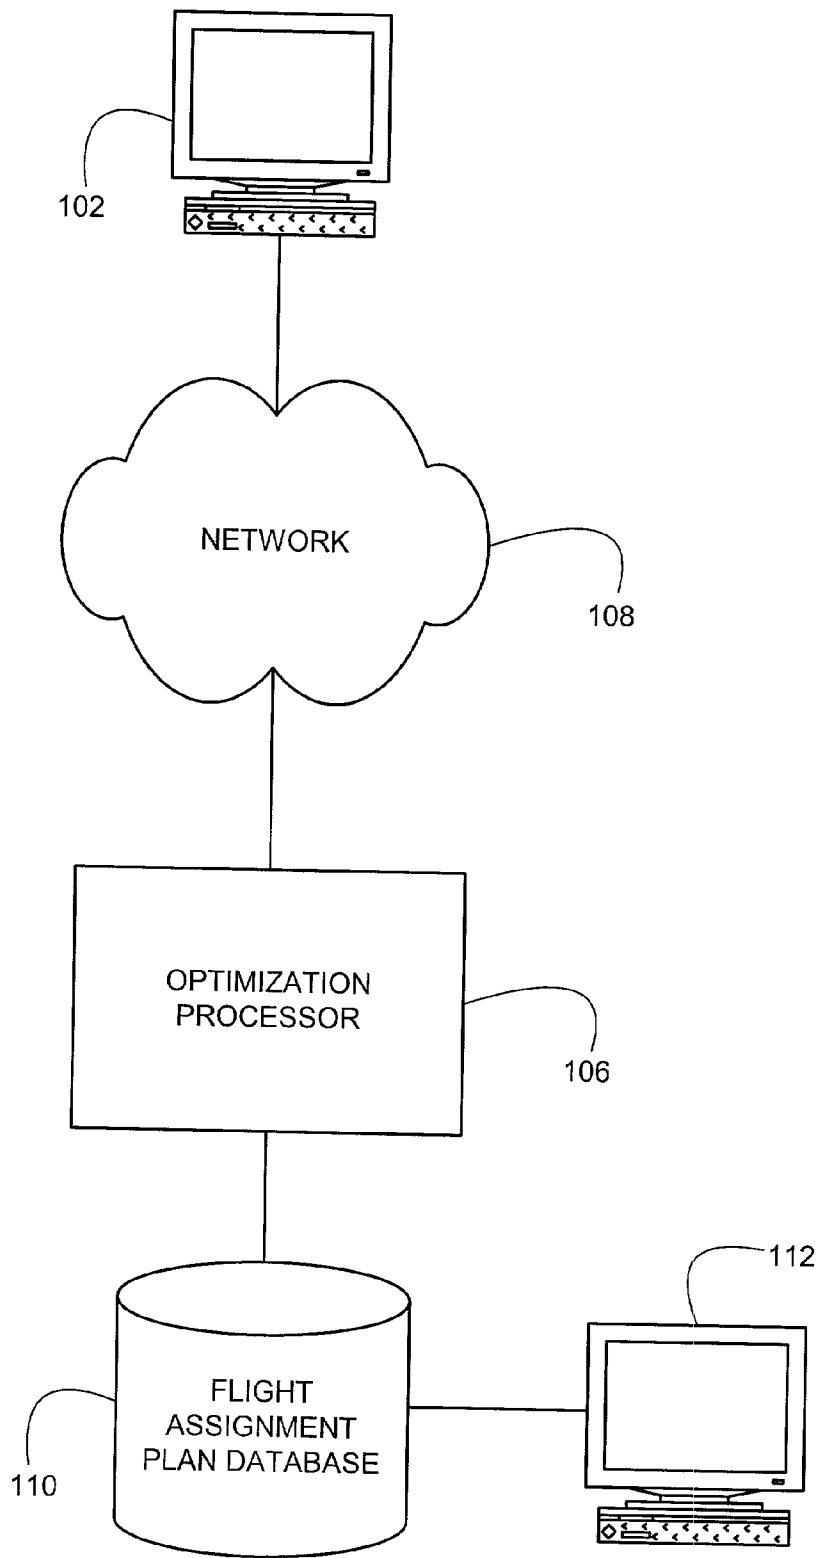 102
NETWORK
108
OPTIMIZATION
PROCESSOR
106
112
FLIGHT
ASSIGNMENT
PLAN DATABASE
110